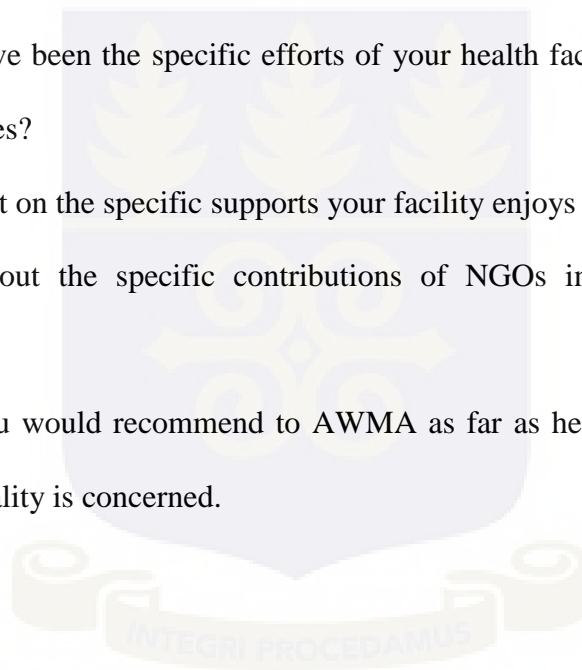 ve been the specific efforts of your health fac
es?
t on the specific supports your facility enjoys
out the specific contributions of NGOs in
u would recommend to AWMA as far as he
ality is concerned.
INTEGRI PROCEDAMUS